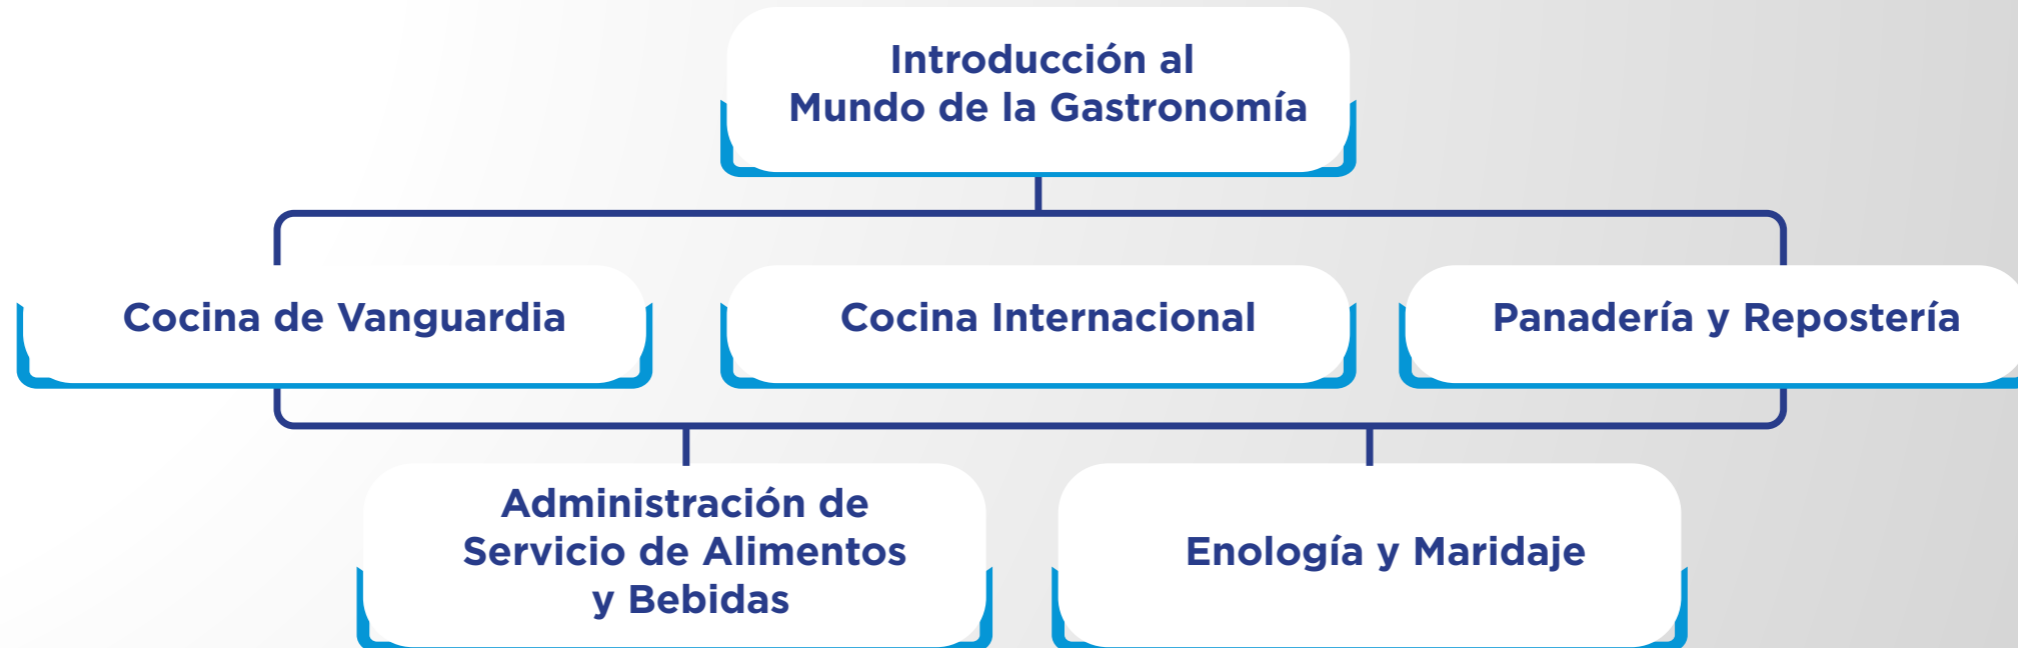 Introducción al
Mundo de la Gastronomía
Cocina de Vanguardia
Cocina Internacional
Panadería y Repostería
Administración de
Servicio de Alimentos
y Bebidas
Enología y Maridaje